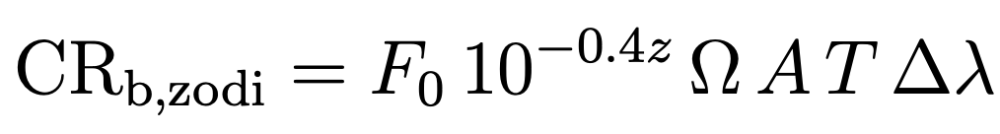 CR_{b,zodi} = F_0 10^{-0.4z} Ω A T Δλ